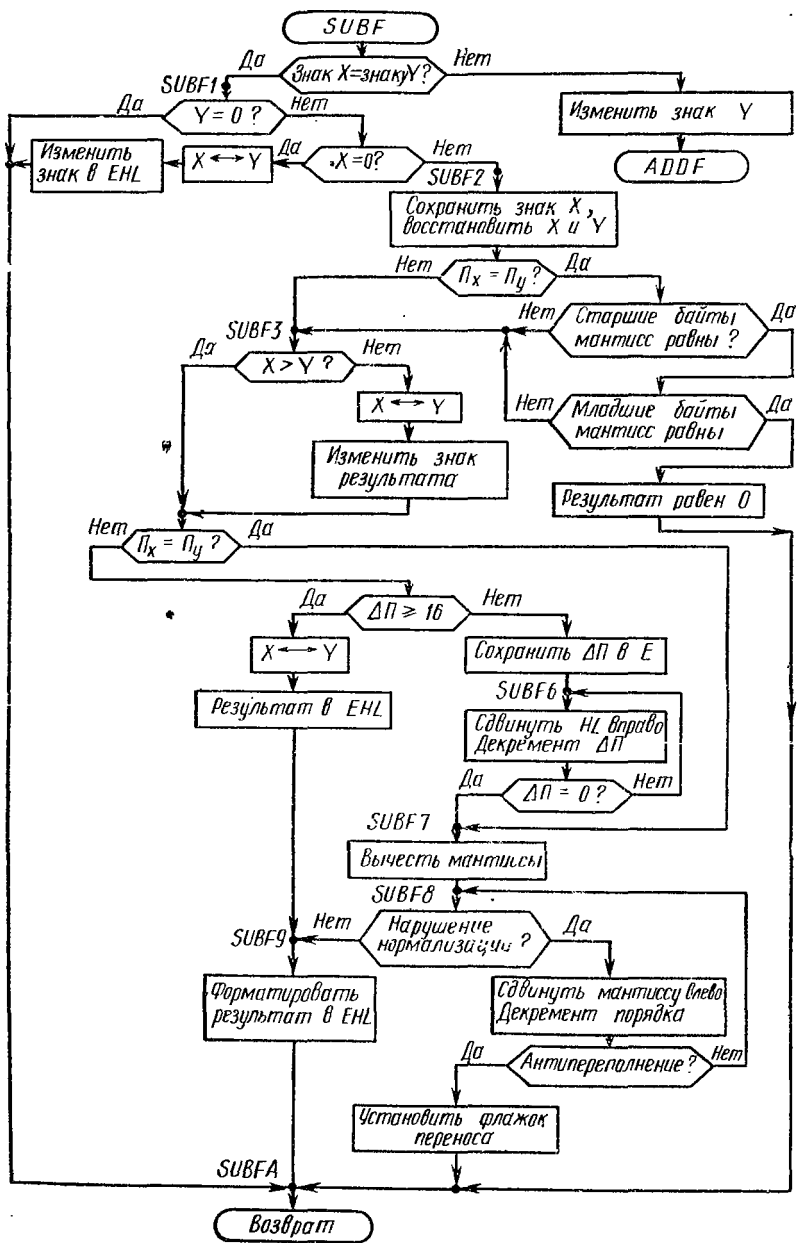 SUBF
Да
Знак X=знаку Y?
Нет
SUBF1
Да
Y = 0 ?
Нет
Изменить знак Y
Изменить
знак в EHL
X ⟷ Y
Да
X=0?
Нет
ADDF
SUBF2
Сохранить знак X,
восстановить X и Y
Нет
Пx = Пy ?
Да
Нет
Старшие байты
мантисс равны ?
Да
SUBF3
Да
X > Y ?
Нет
X ⟷ Y
Нет
Младшие байты
мантисс равны
Да
Изменить знак
результата
Результат равен 0
Нет
Пx = Пy ?
Да
Да
ΔП ≥ 16
Нет
X ⟷ Y
Сохранить ΔП в E
Результат в EHL
SUBF6
Сдвинуть HL вправо
Декремент ΔП
Да
ΔП = 0 ?
Нет
SUBF7
Вычесть мантиссы
SUBF8
SUBF9
Нет
Нарушение
нормализации ?
Да
Форматировать
результат в EHL
Сдвинуть мантиссу влево
Декремент порядка
Да
Антипереполнение ?
Нет
Установить флажок
переноса
SUBFA
Возврат